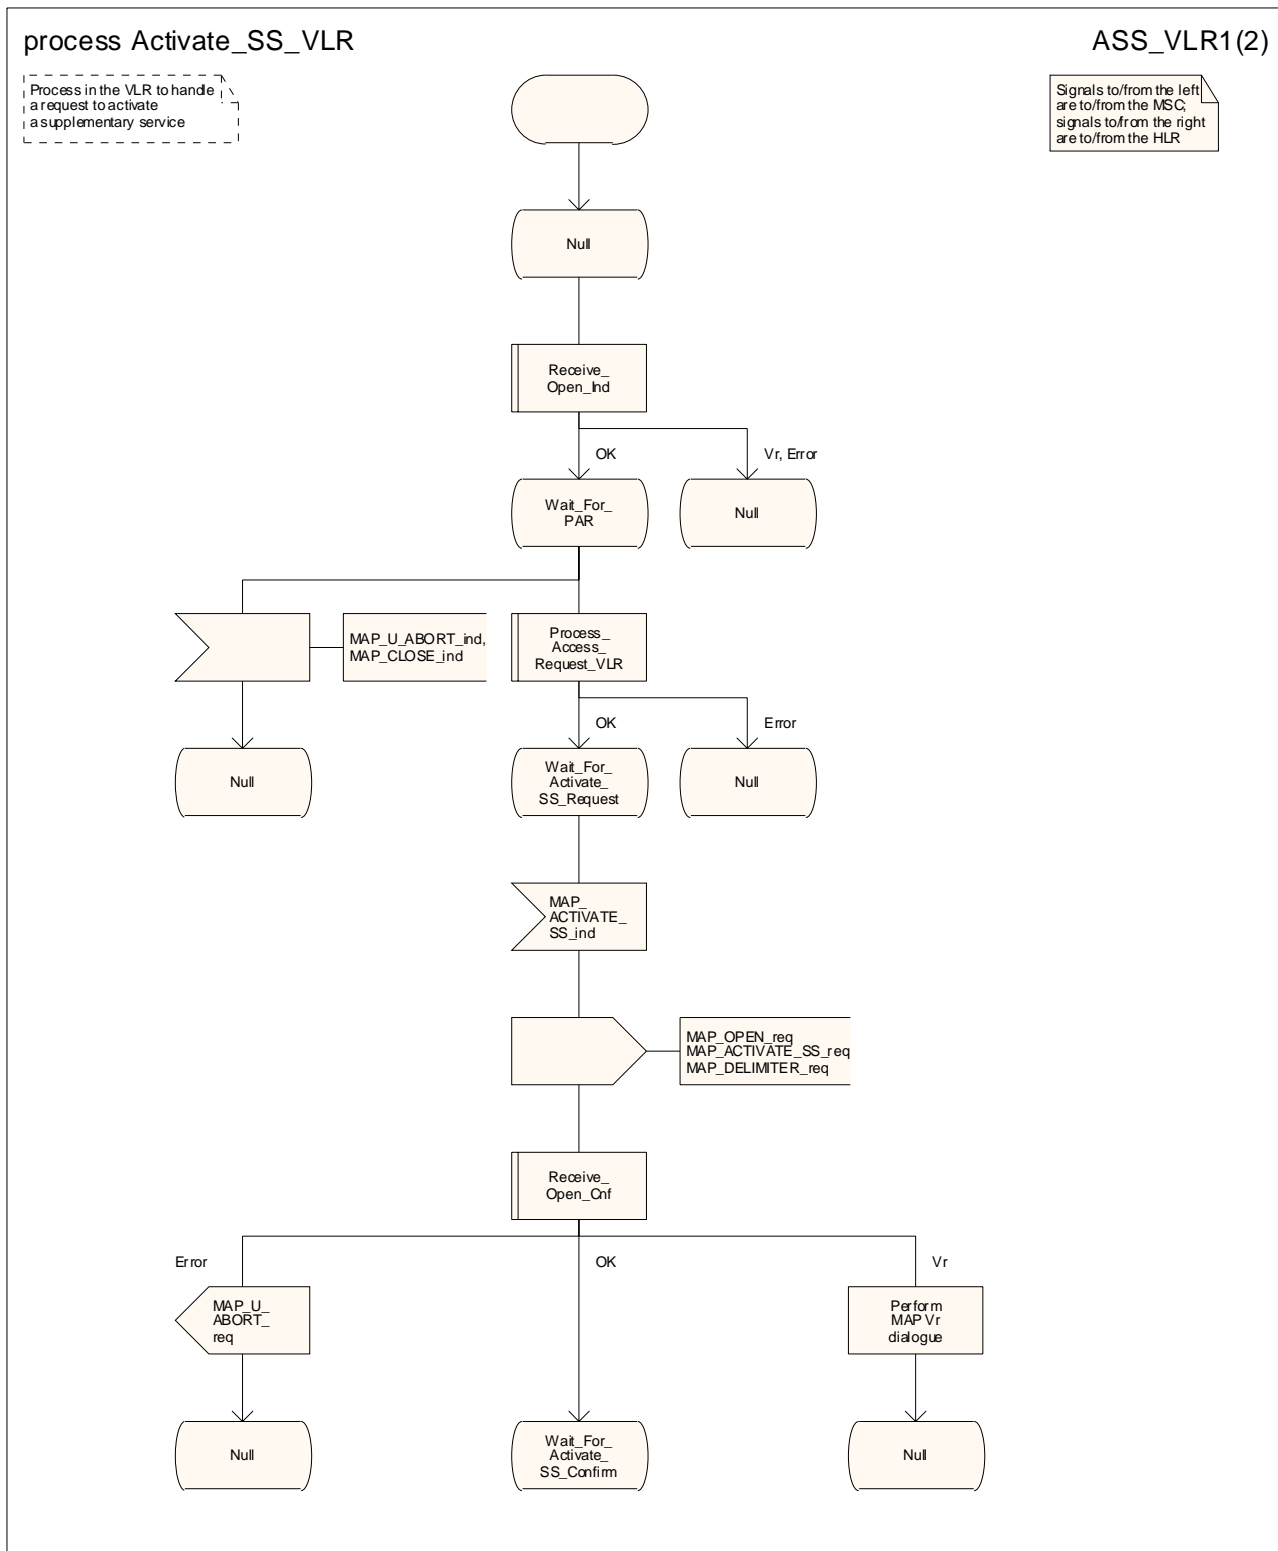 process Activate_SS_VLR
ASS_VLR1(2)
Process in the VLR to handle
a request to activate
a supplementary service
Signals to/from the left
are to/from the MSC;
signals to/from the right
are to/from the HLR
Null
Receive_
Open_Ind
OK
Vr, Error
Wait_For_
PAR
Null
MAP_U_ABORT_ind,
MAP_CLOSE_ind
Process_
Access_
Request_VLR
OK
Error
Null
Wait_For_
Activate_
SS_Request
Null
MAP_
ACTIVATE_
SS_ind
MAP_OPEN_req
MAP_ACTIVATE_SS_req
MAP_DELIMITER_req
Receive_
Open_Cnf
Error
OK
Vr
MAP_U_
ABORT_
req
Perform
MAP Vr
dialogue
Null
Wait_For_
Activate_
SS_Confirm
Null